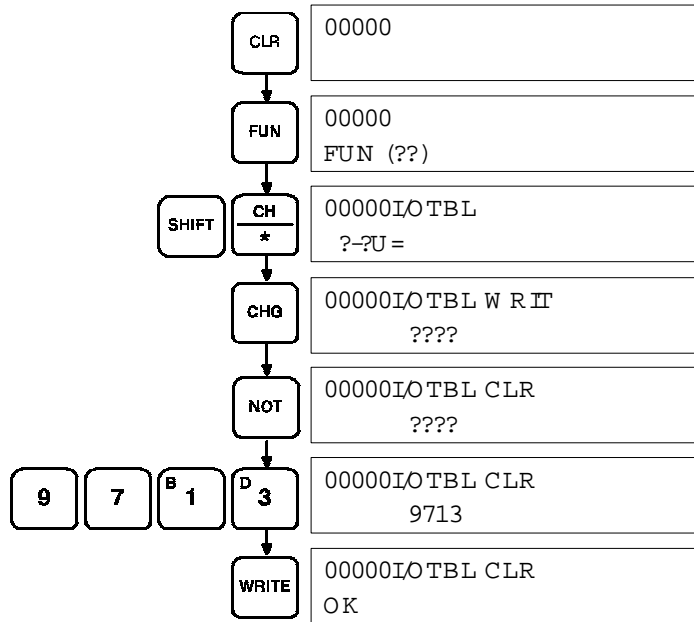 CLR
00000
FUN
00000
FUN (??)
SHIFT
CH
*
00000I/OTBL
?-?U=
CHG
00000I/OTBL WRIT
????
NOT
00000I/OTBL CLR
????
9
7
B
1
D
3
00000I/OTBL CLR
9713
WRITE
00000I/OTBL CLR
OK